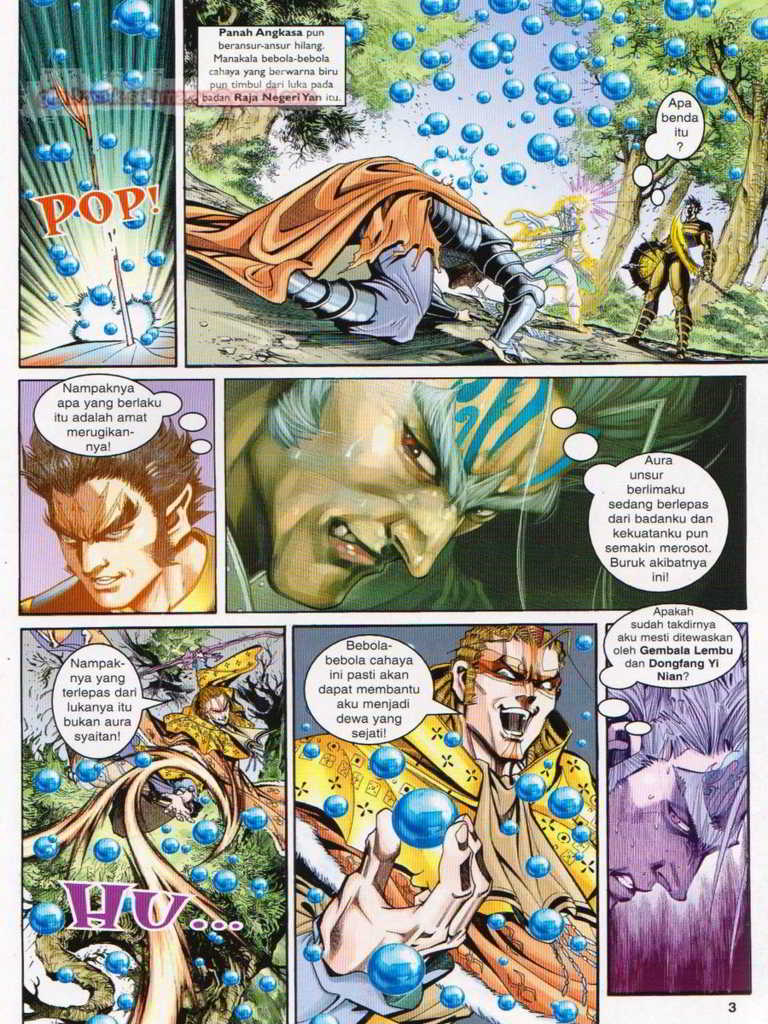 Panah Angkasa pun
beransur-ansur hilang.
Manakala bebola-bebola
cahaya yang berwarna biru
pun timbul dari luka pada
badan Raja Negeri Yan itu.
Apa
benda
itu
?
POP!
Nampaknya
apa yang berlaku
itu adalah amat
merugikan-
nya!
Aura
unsur
berlimaku
sedang berlepas
dari badanku dan
kekuatanku pun
semakin merosot.
Buruk akibatnya
ini!
Nampak-
nya yang
terlepas dari
lukanya itu
bukan aura
syaitan!
HU...
Bebola-
bebola cahaya
ini pasti akan
dapat membantu
aku menjadi
dewa yang
sejati!
Apakah
sudah takdirnya
aku mesti ditewaskan
oleh Gembala Lembu
dan Dongfang Yi
Nian?
3